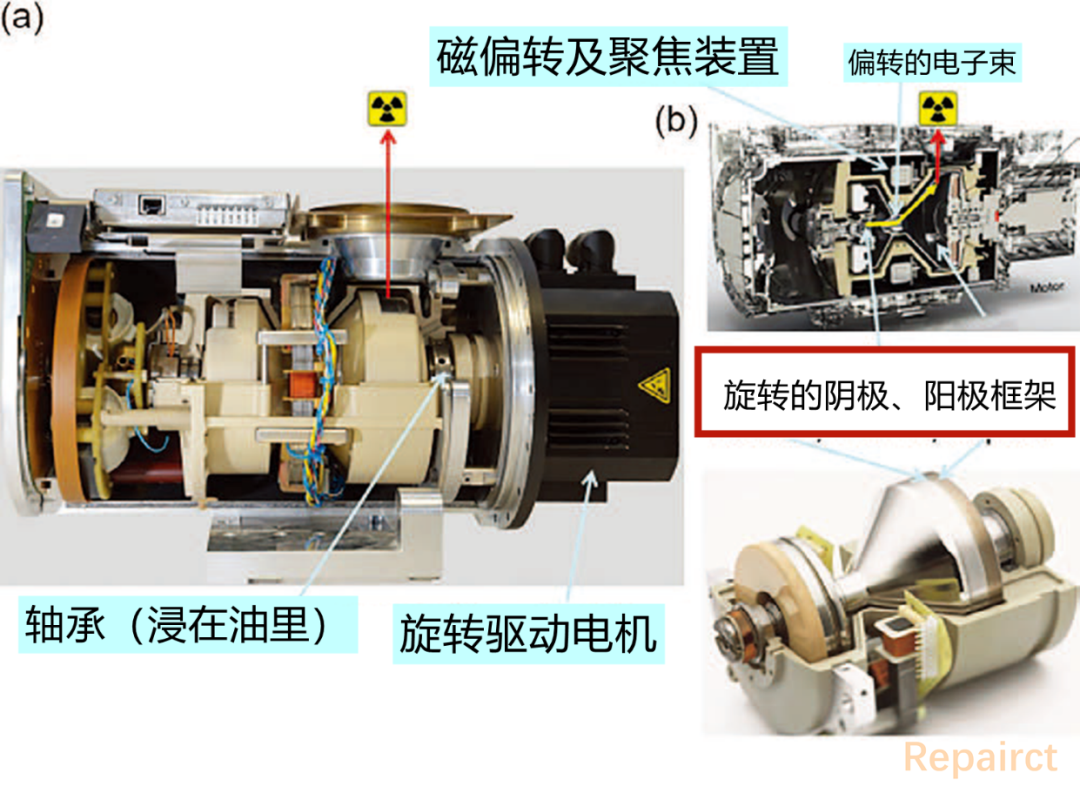 (a)
磁偏转及聚焦装置
偏转的电子束
(b)
Motor
旋转的阴极、阳极框架
轴承（浸在油里）
旋转驱动电机
Repairct